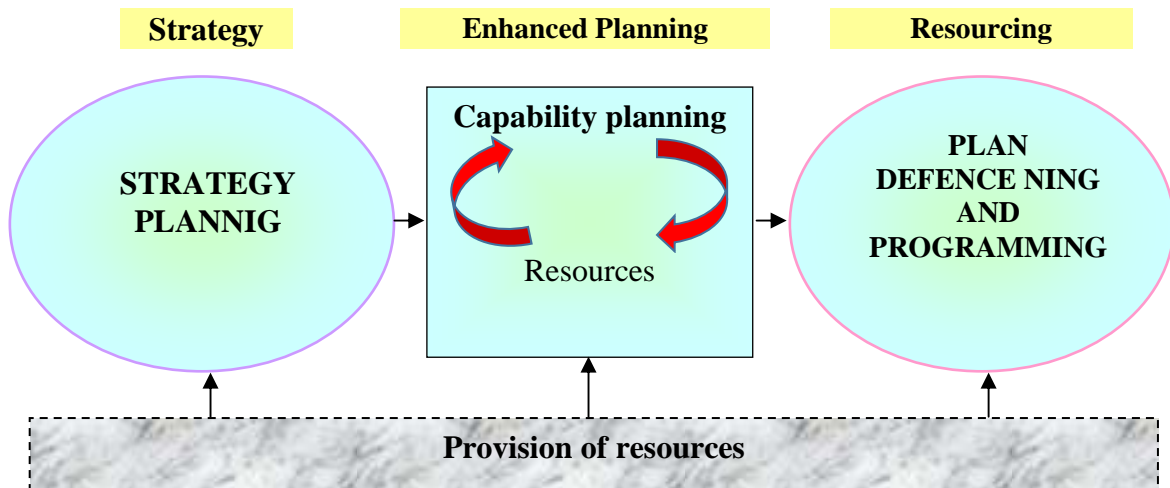 Strategy
Enhanced Planning
Resourcing
STRATEGY
PLANNIG
Capability planning
Resources
PLAN
DEFENCE NING
AND
PROGRAMMING
Provision of resources